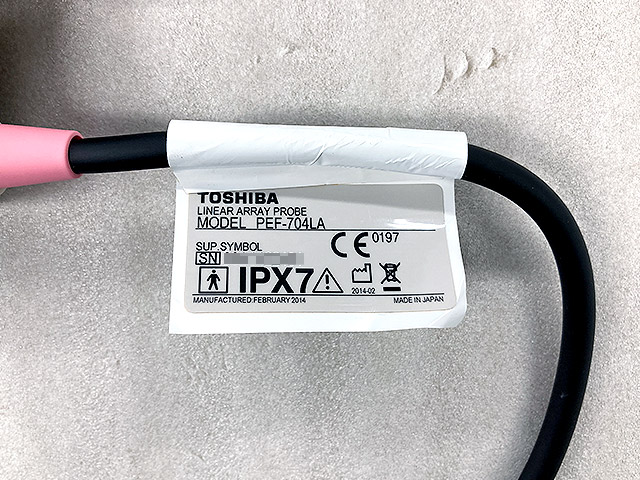 TOSHIBA
LINEAR ARRAY PROBE
MODEL PEF-704LA
CE 0197
SUP.SYMBOL
SN
IPX7
2014-02
MANUFACTURED:FEBRUARY 2014 MADE IN JAPAN